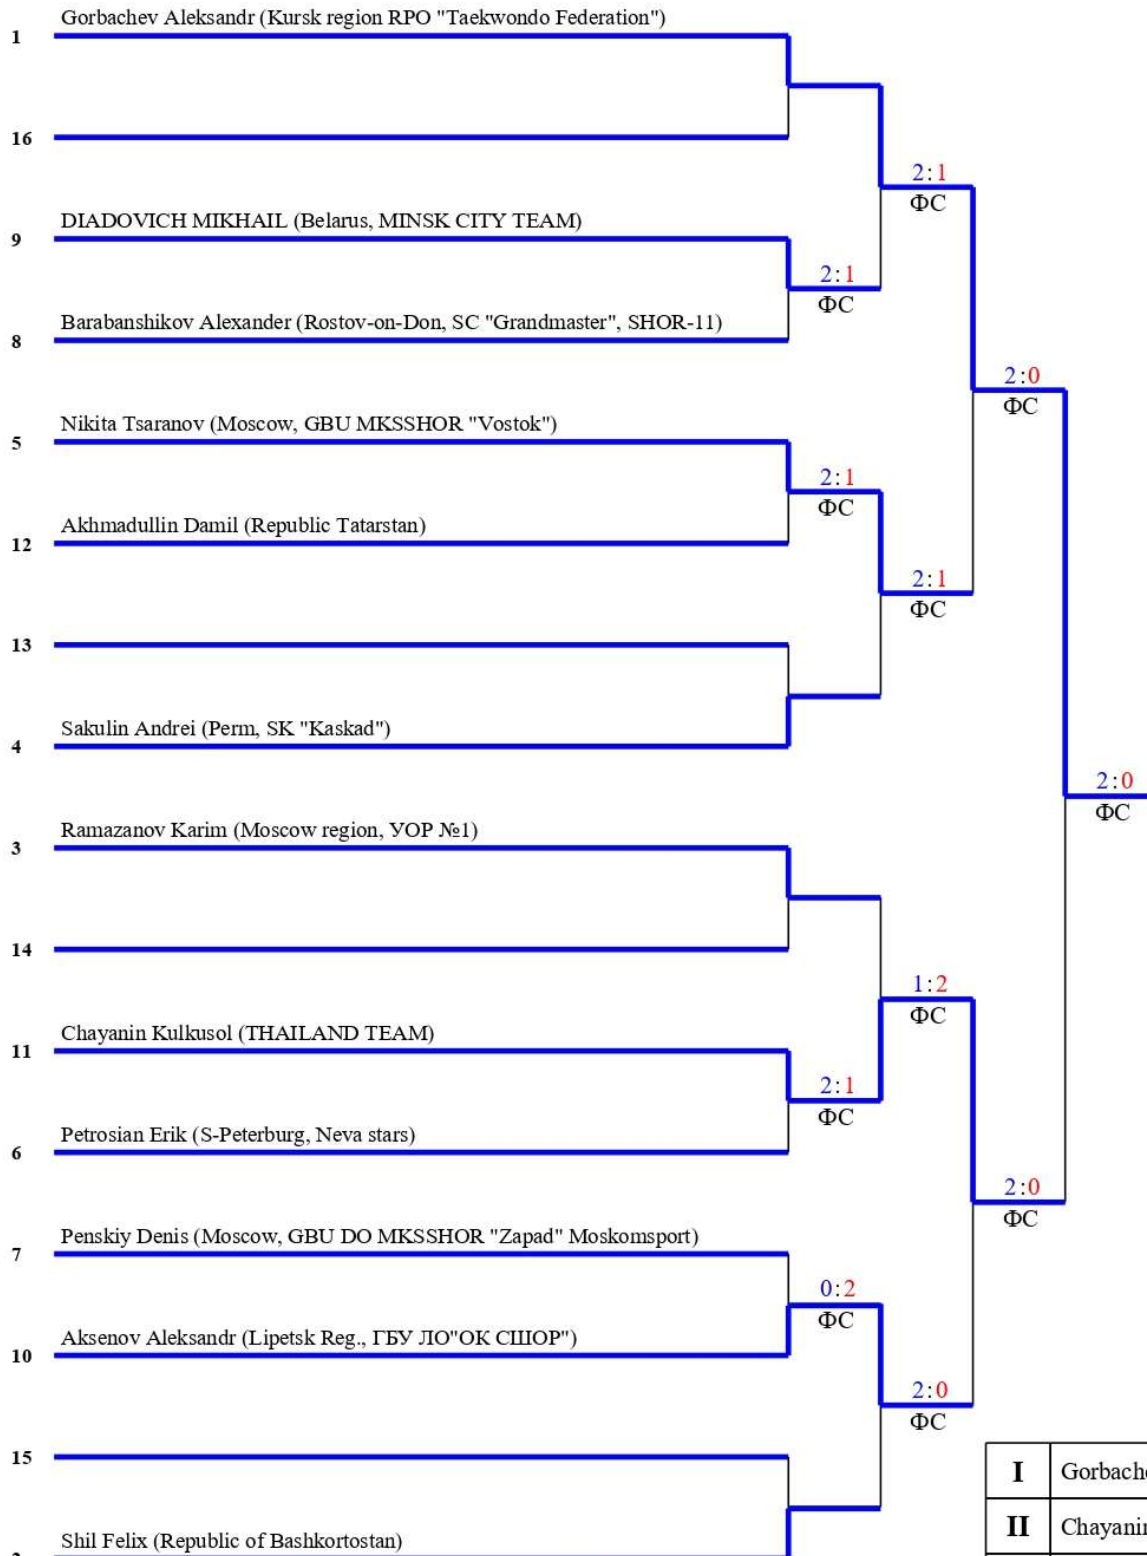 Gorbachev Aleksandr (Kursk region RPO "Taekwondo Federation")
1
16
2:1
ФС
DIADOVICH MIKHAIL (Belarus, MINSK CITY TEAM)
9
2:1
ФС
Barabanshikov Alexander (Rostov-on-Don, SC "Grandmaster", SHOR-11)
8
2:0
ФС
Nikita Tsaranov (Moscow, GBU MKSSHOR "Vostok")
5
2:1
ФС
Akhmadullin Damil (Republic Tatarstan)
12
2:1
ФС
13
Sakulin Andrei (Perm, SK "Kaskad")
4
2:0
ФС
Ramazanov Karim (Moscow region, УОР №1)
3
14
1:2
ФС
Chayanin Kulkusol (THAILAND TEAM)
11
2:1
ФС
Petrosian Erik (S-Peterburg, Neva stars)
6
2:0
ФС
Penskiy Denis (Moscow, GBU DO MKSSHOR "Zapad" Moskomsport)
7
0:2
ФС
Aksenov Aleksandr (Lipetsk Reg., ГБУ ЛО"ОК СШОР")
10
2:0
ФС
15
I Gorbach
II Chayanin
Shil Felix (Republic of Bashkortostan)